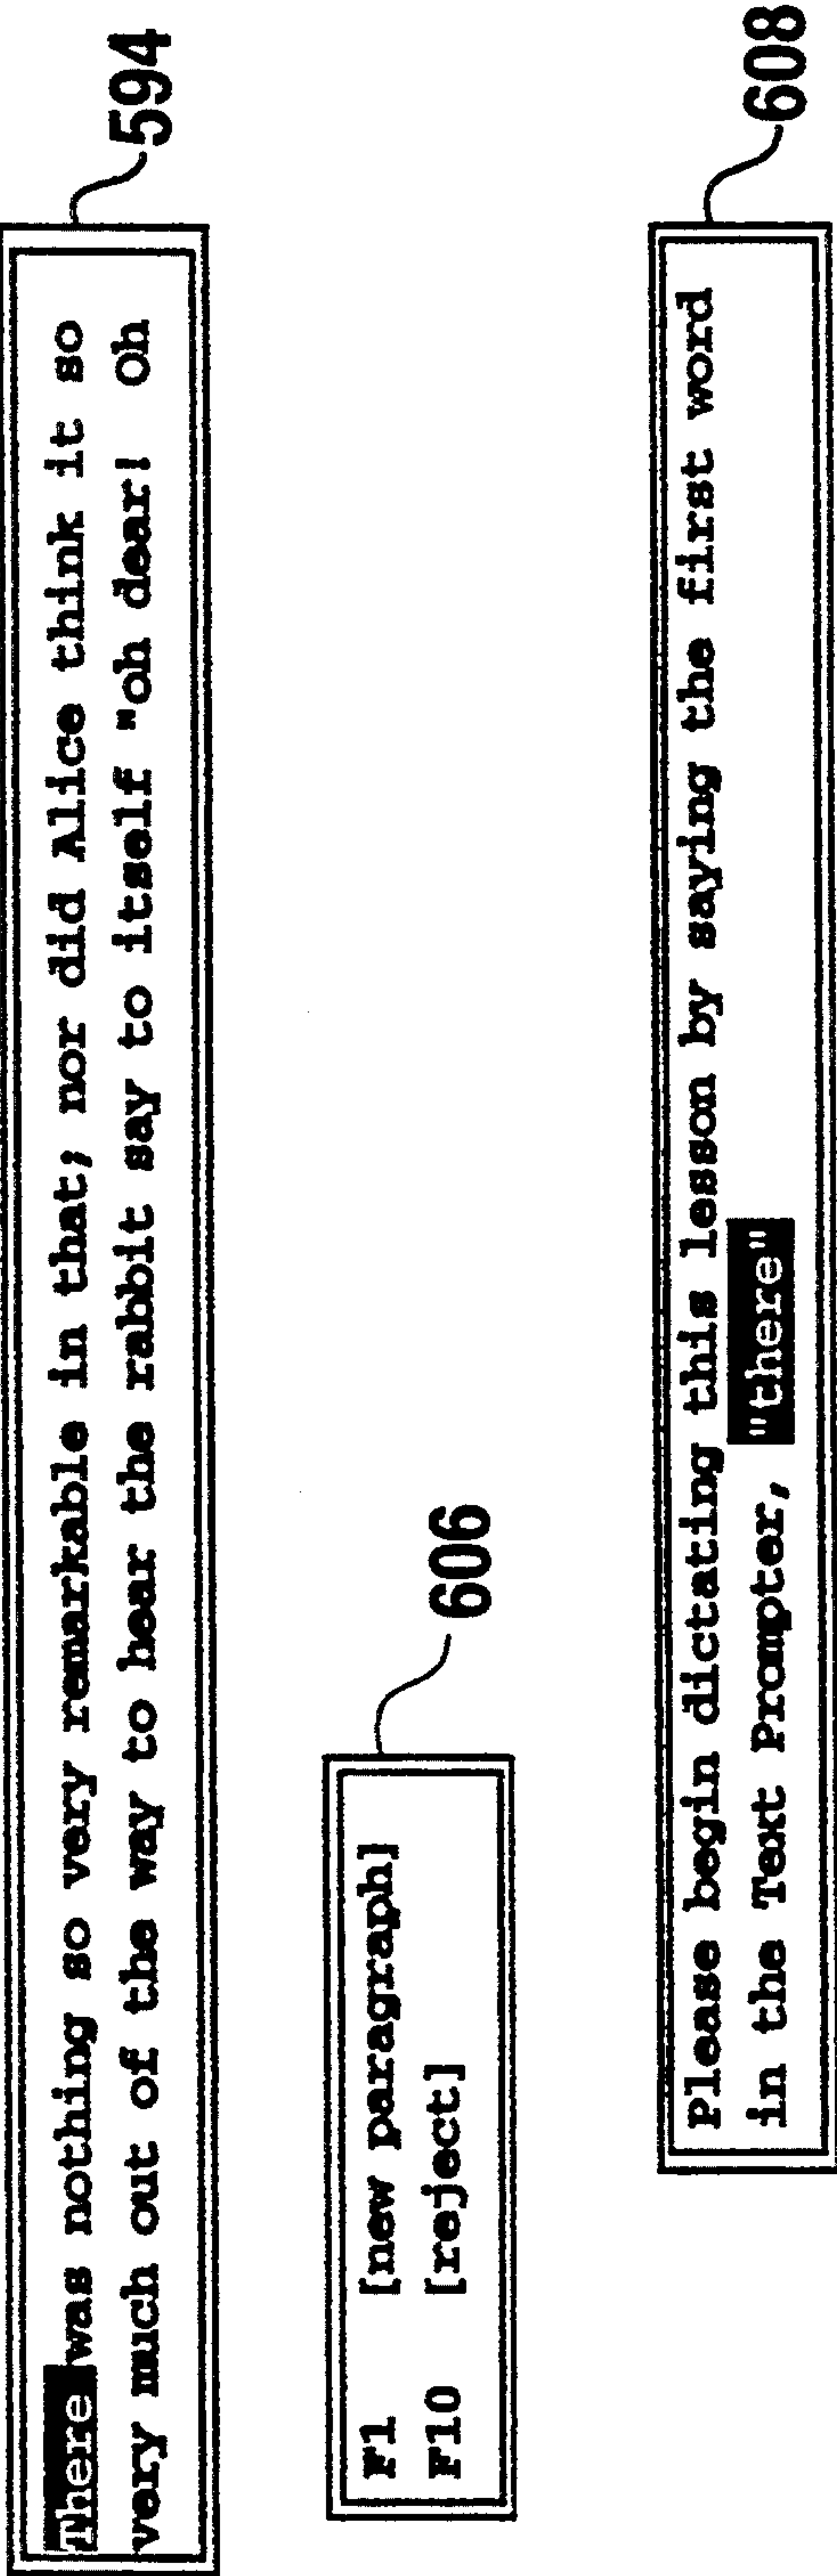 There was nothing so very remarkable in that; nor did Alice think it so
very much out of the way to hear the rabbit say to itself "oh dear! Oh
594
F1 [new paragraph]
F10 [reject]
606
Please begin dictating this lesson by saying the first word
in the Text Prompter, "there"
608